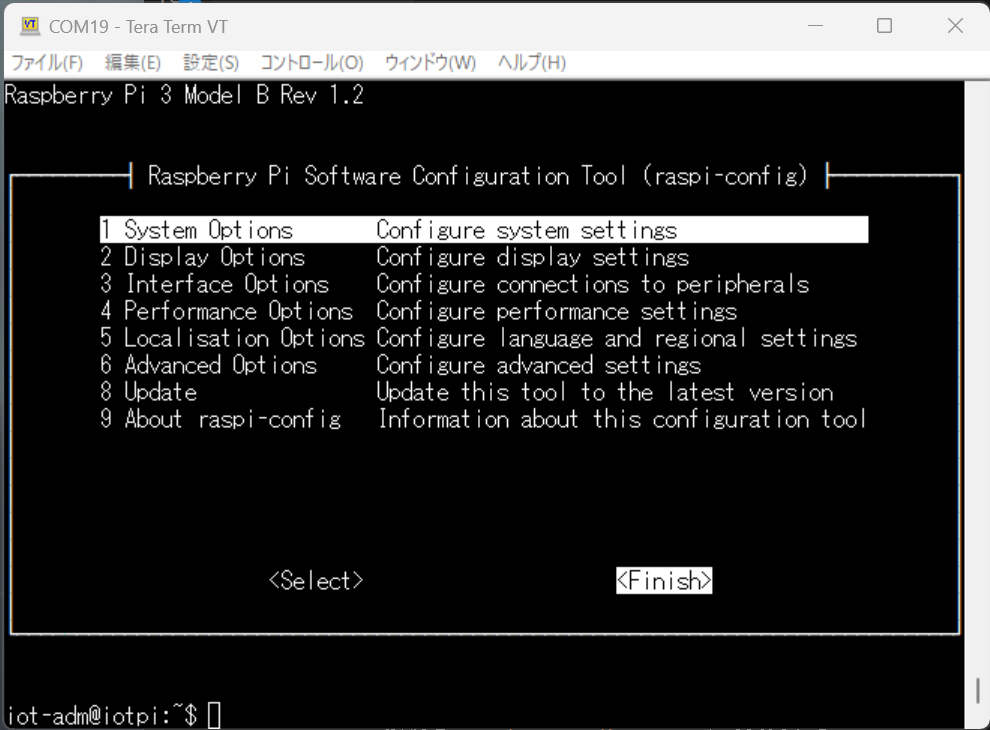 COM19 - Tera Term VT
ファイル(F) 編集(E) 設定(S) コントロール(O) ウィンドウ(W) ヘルプ(H)
Raspberry Pi 3 Model B Rev 1.2
Raspberry Pi Software Configuration Tool (raspi-config)
1 System Options Configure system settings
2 Display Options Configure display settings
3 Interface Options Configure connections to peripherals
4 Performance Options Configure performance settings
5 Localisation Options Configure language and regional settings
6 Advanced Options Configure advanced settings
8 Update Update this tool to the latest version
9 About raspi-config Information about this configuration tool
<Select> <Finish>
iot-adm@iotpi:~$